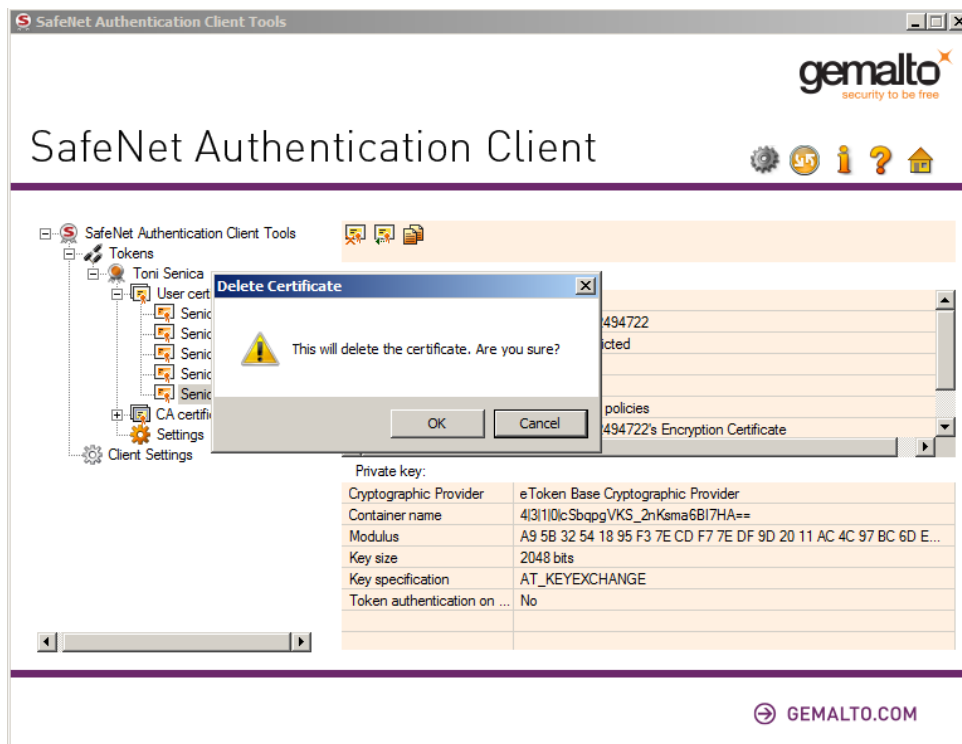 SafeNet Authentication Client Tools
gemalto
security to be free
SafeNet Authentication Client
SafeNet Authentication Client Tools
Tokens
Toni Senica
User cert
Senic
Senic
Senic
Senic
Senic
CA certifi
Settings
Client Settings
Delete Certificate
This will delete the certificate. Are you sure?
OK
Cancel
2494722
icted
policies
2494722's Encryption Certificate
Private key:
Cryptographic Provider eToken Base Cryptographic Provider
Container name 4|3|1|0|cSbqpgVKS_2nKsma6BI7HA==
Modulus A9 5B 32 54 18 95 F3 7E CD F7 7E DF 9D 20 11 AC 4C 97 BC 6D E...
Key size 2048 bits
Key specification AT_KEYEXCHANGE
Token authentication on ... No
GEMALTO.COM